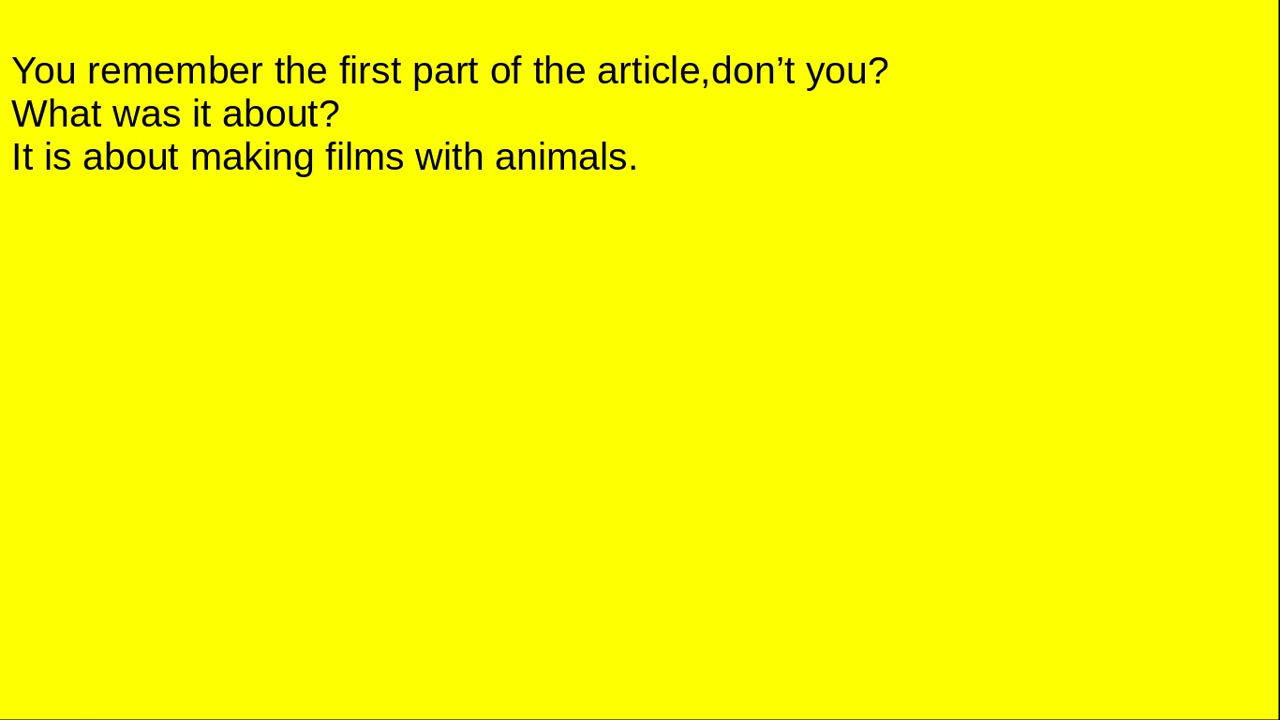 You remember the first part of the article,don’t you?
What was it about?
It is about making films with animals.